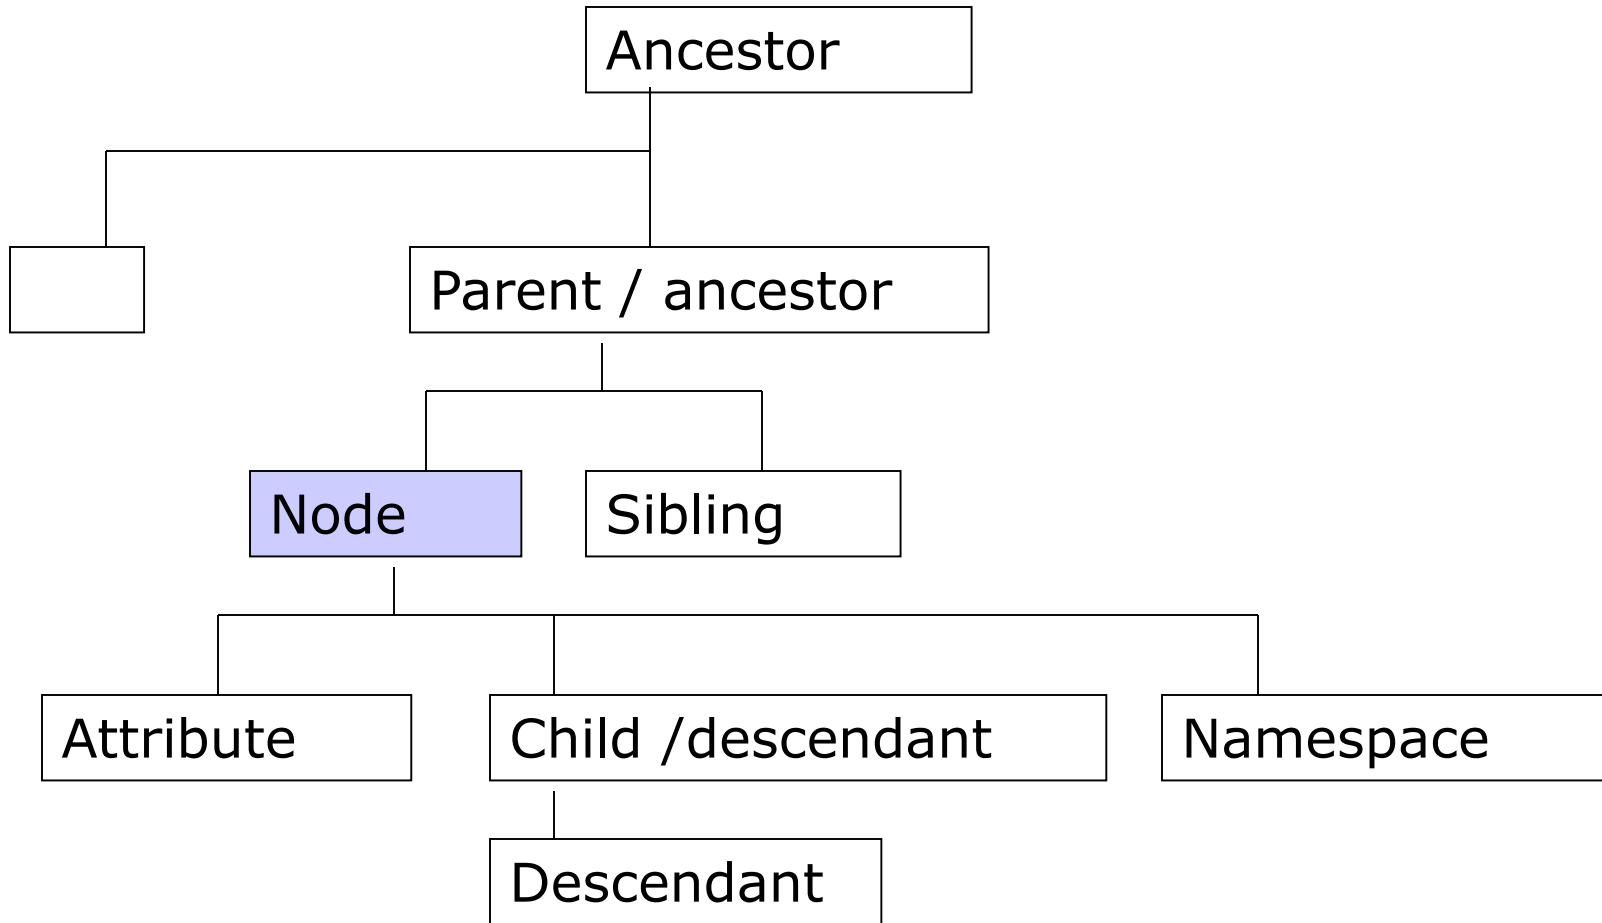 Ancestor
Parent / ancestor
Node
Sibling
Attribute
Child /descendant
Namespace
Descendant